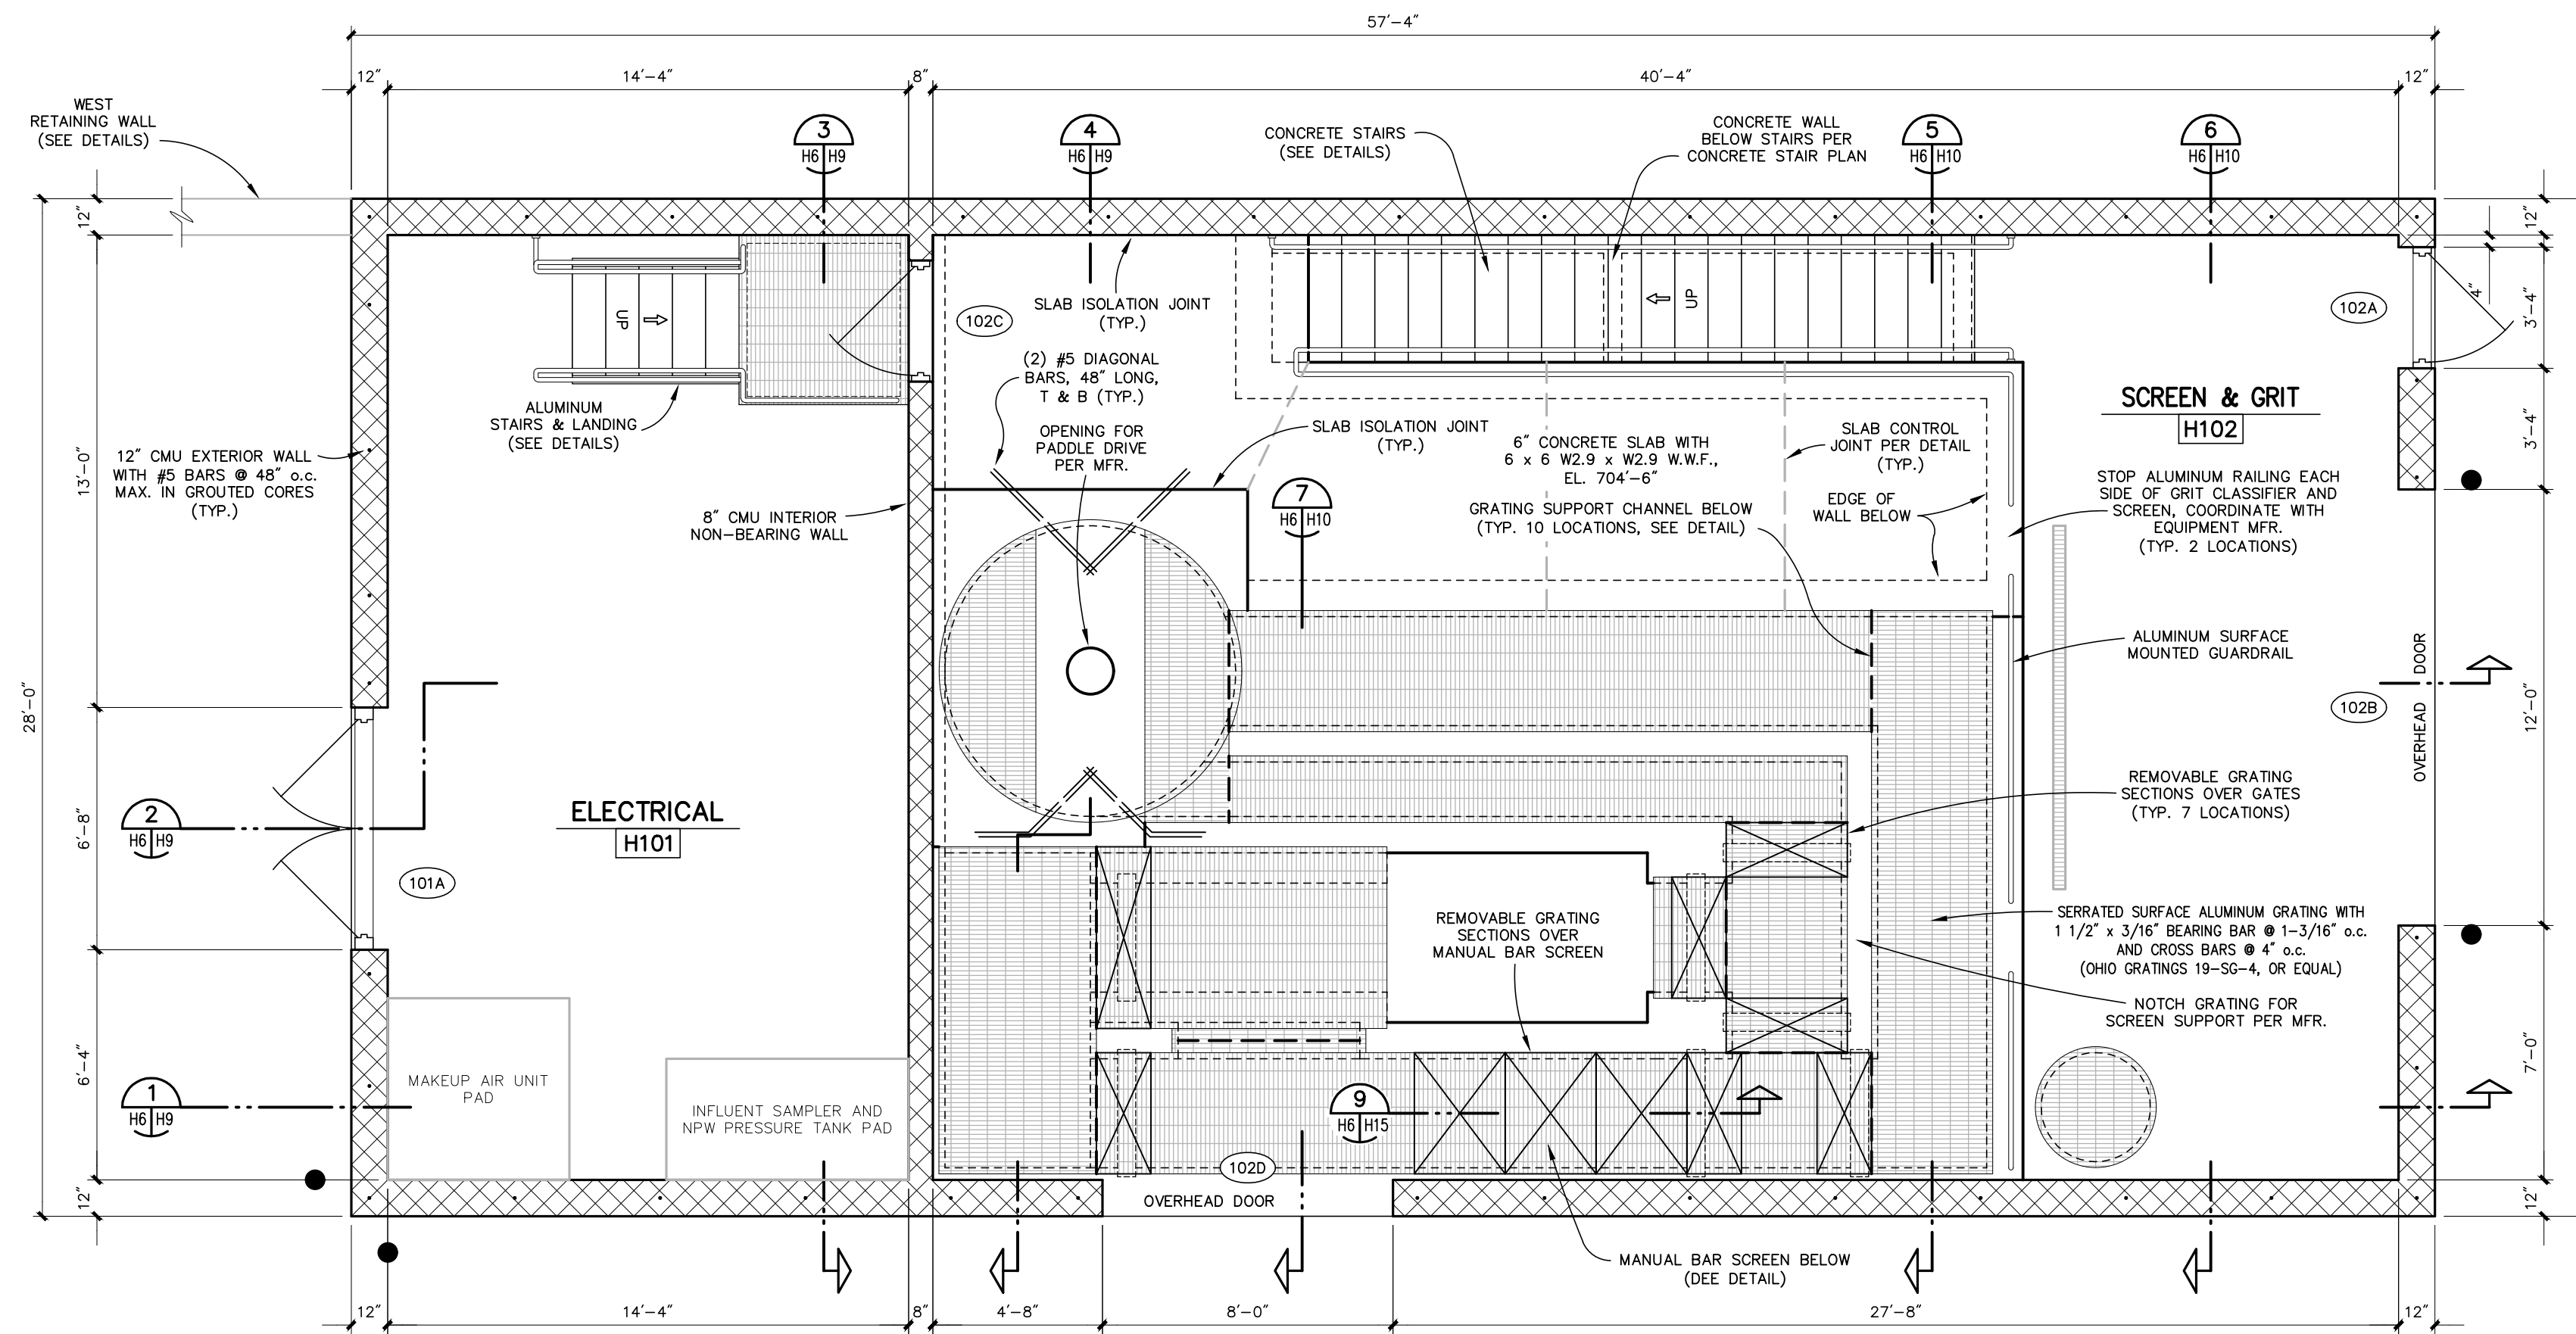 57'-4"
12"
14'-4"
8"
40'-4"
12"
WEST
RETAINING WALL
(SEE DETAILS)
3
H6 H9
4
H6 H9
CONCRETE STAIRS
(SEE DETAILS)
CONCRETE WALL
BELOW STAIRS PER
CONCRETE STAIR PLAN
5
H6 H10
6
H6 H10
12"
12"
UP
102C
SLAB ISOLATION JOINT
(TYP.)
UP
102A
4"
3'-4"
(2) #5 DIAGONAL
BARS, 48" LONG,
T & B (TYP.)
ALUMINUM
STAIRS & LANDING
(SEE DETAILS)
OPENING FOR
PADDLE DRIVE
PER MFR.
SLAB ISOLATION JOINT
(TYP.)
6" CONCRETE SLAB WITH
6 x 6 W2.9 x W2.9 W.W.F.,
EL. 704'-6"
SLAB CONTROL
JOINT PER DETAIL
(TYP.)
SCREEN & GRIT
H102
3'-4"
12" CMU EXTERIOR WALL
WITH #5 BARS @ 48" o.c.
MAX. IN GROUTED CORES
(TYP.)
13'-0"
8" CMU INTERIOR
NON-BEARING WALL
7
H6 H10
GRATING SUPPORT CHANNEL BELOW
(TYP. 10 LOCATIONS, SEE DETAIL)
EDGE OF
WALL BELOW
STOP ALUMINUM RAILING EACH
SIDE OF GRIT CLASSIFIER AND
SCREEN, COORDINATE WITH
EQUIPMENT MFR.
(TYP. 2 LOCATIONS)
28'-0"
ALUMINUM SURFACE
MOUNTED GUARDRAIL
102B
OVERHEAD DOOR
12'-0"
2
H6 H9
6'-8"
ELECTRICAL
H101
101A
REMOVABLE GRATING
SECTIONS OVER GATES
(TYP. 7 LOCATIONS)
REMOVABLE GRATING
SECTIONS OVER
MANUAL BAR SCREEN
SERRATED SURFACE ALUMINUM GRATING WITH
1 1/2" x 3/16" BEARING BAR @ 1-3/16" o.c.
AND CROSS BARS @ 4" o.c.
(OHIO GRATINGS 19-SG-4, OR EQUAL)
NOTCH GRATING FOR
SCREEN SUPPORT PER MFR.
6'-4"
1
H6 H9
MAKEUP AIR UNIT
PAD
INFLUENT SAMPLER AND
NPW PRESSURE TANK PAD
9
H6 H15
7'-0"
102D
OVERHEAD DOOR
12"
12"
MANUAL BAR SCREEN BELOW
(DEE DETAIL)
12"
14'-4"
8"
4'-8"
8'-0"
27'-8"
12"